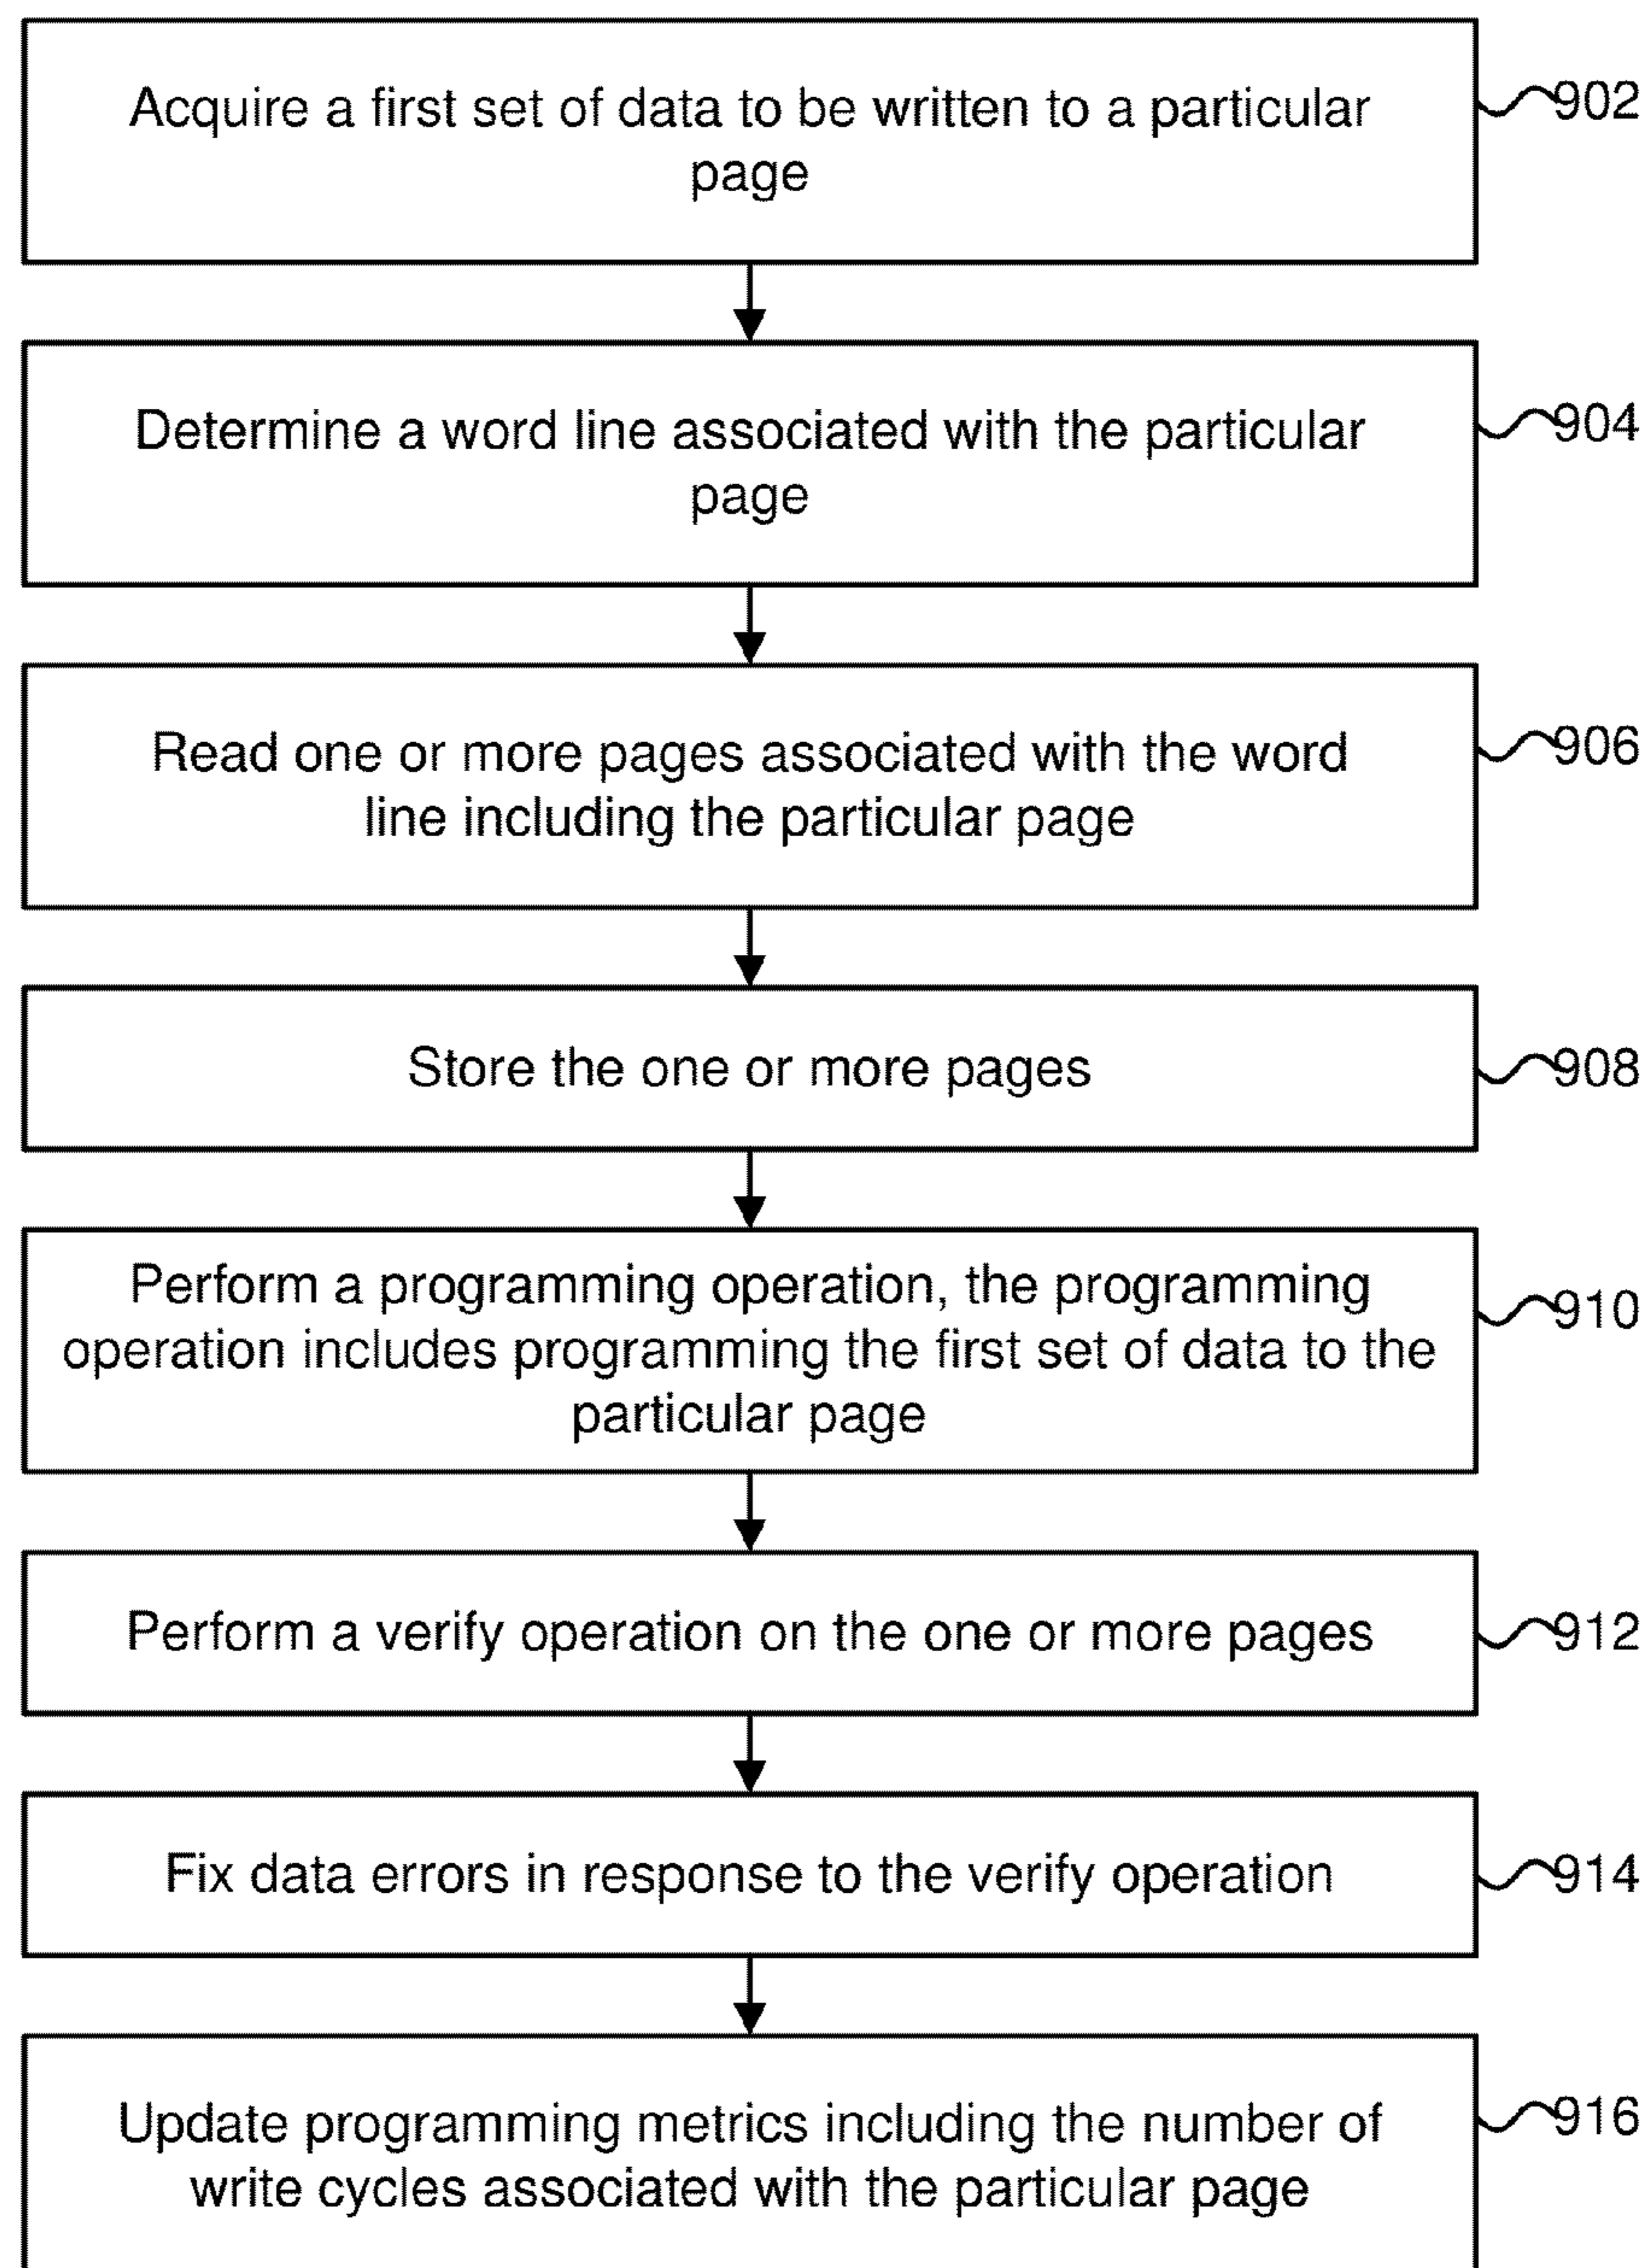 Acquire a first set of data to be written to a particular
page
902
Determine a word line associated with the particular
page
904
Read one or more pages associated with the word
line including the particular page
906
Store the one or more pages
908
Perform a programming operation, the programming
operation includes programming the first set of data to the
particular page
910
Perform a verify operation on the one or more pages
912
Fix data errors in response to the verify operation
914
Update programming metrics including the number of
write cycles associated with the particular page
916